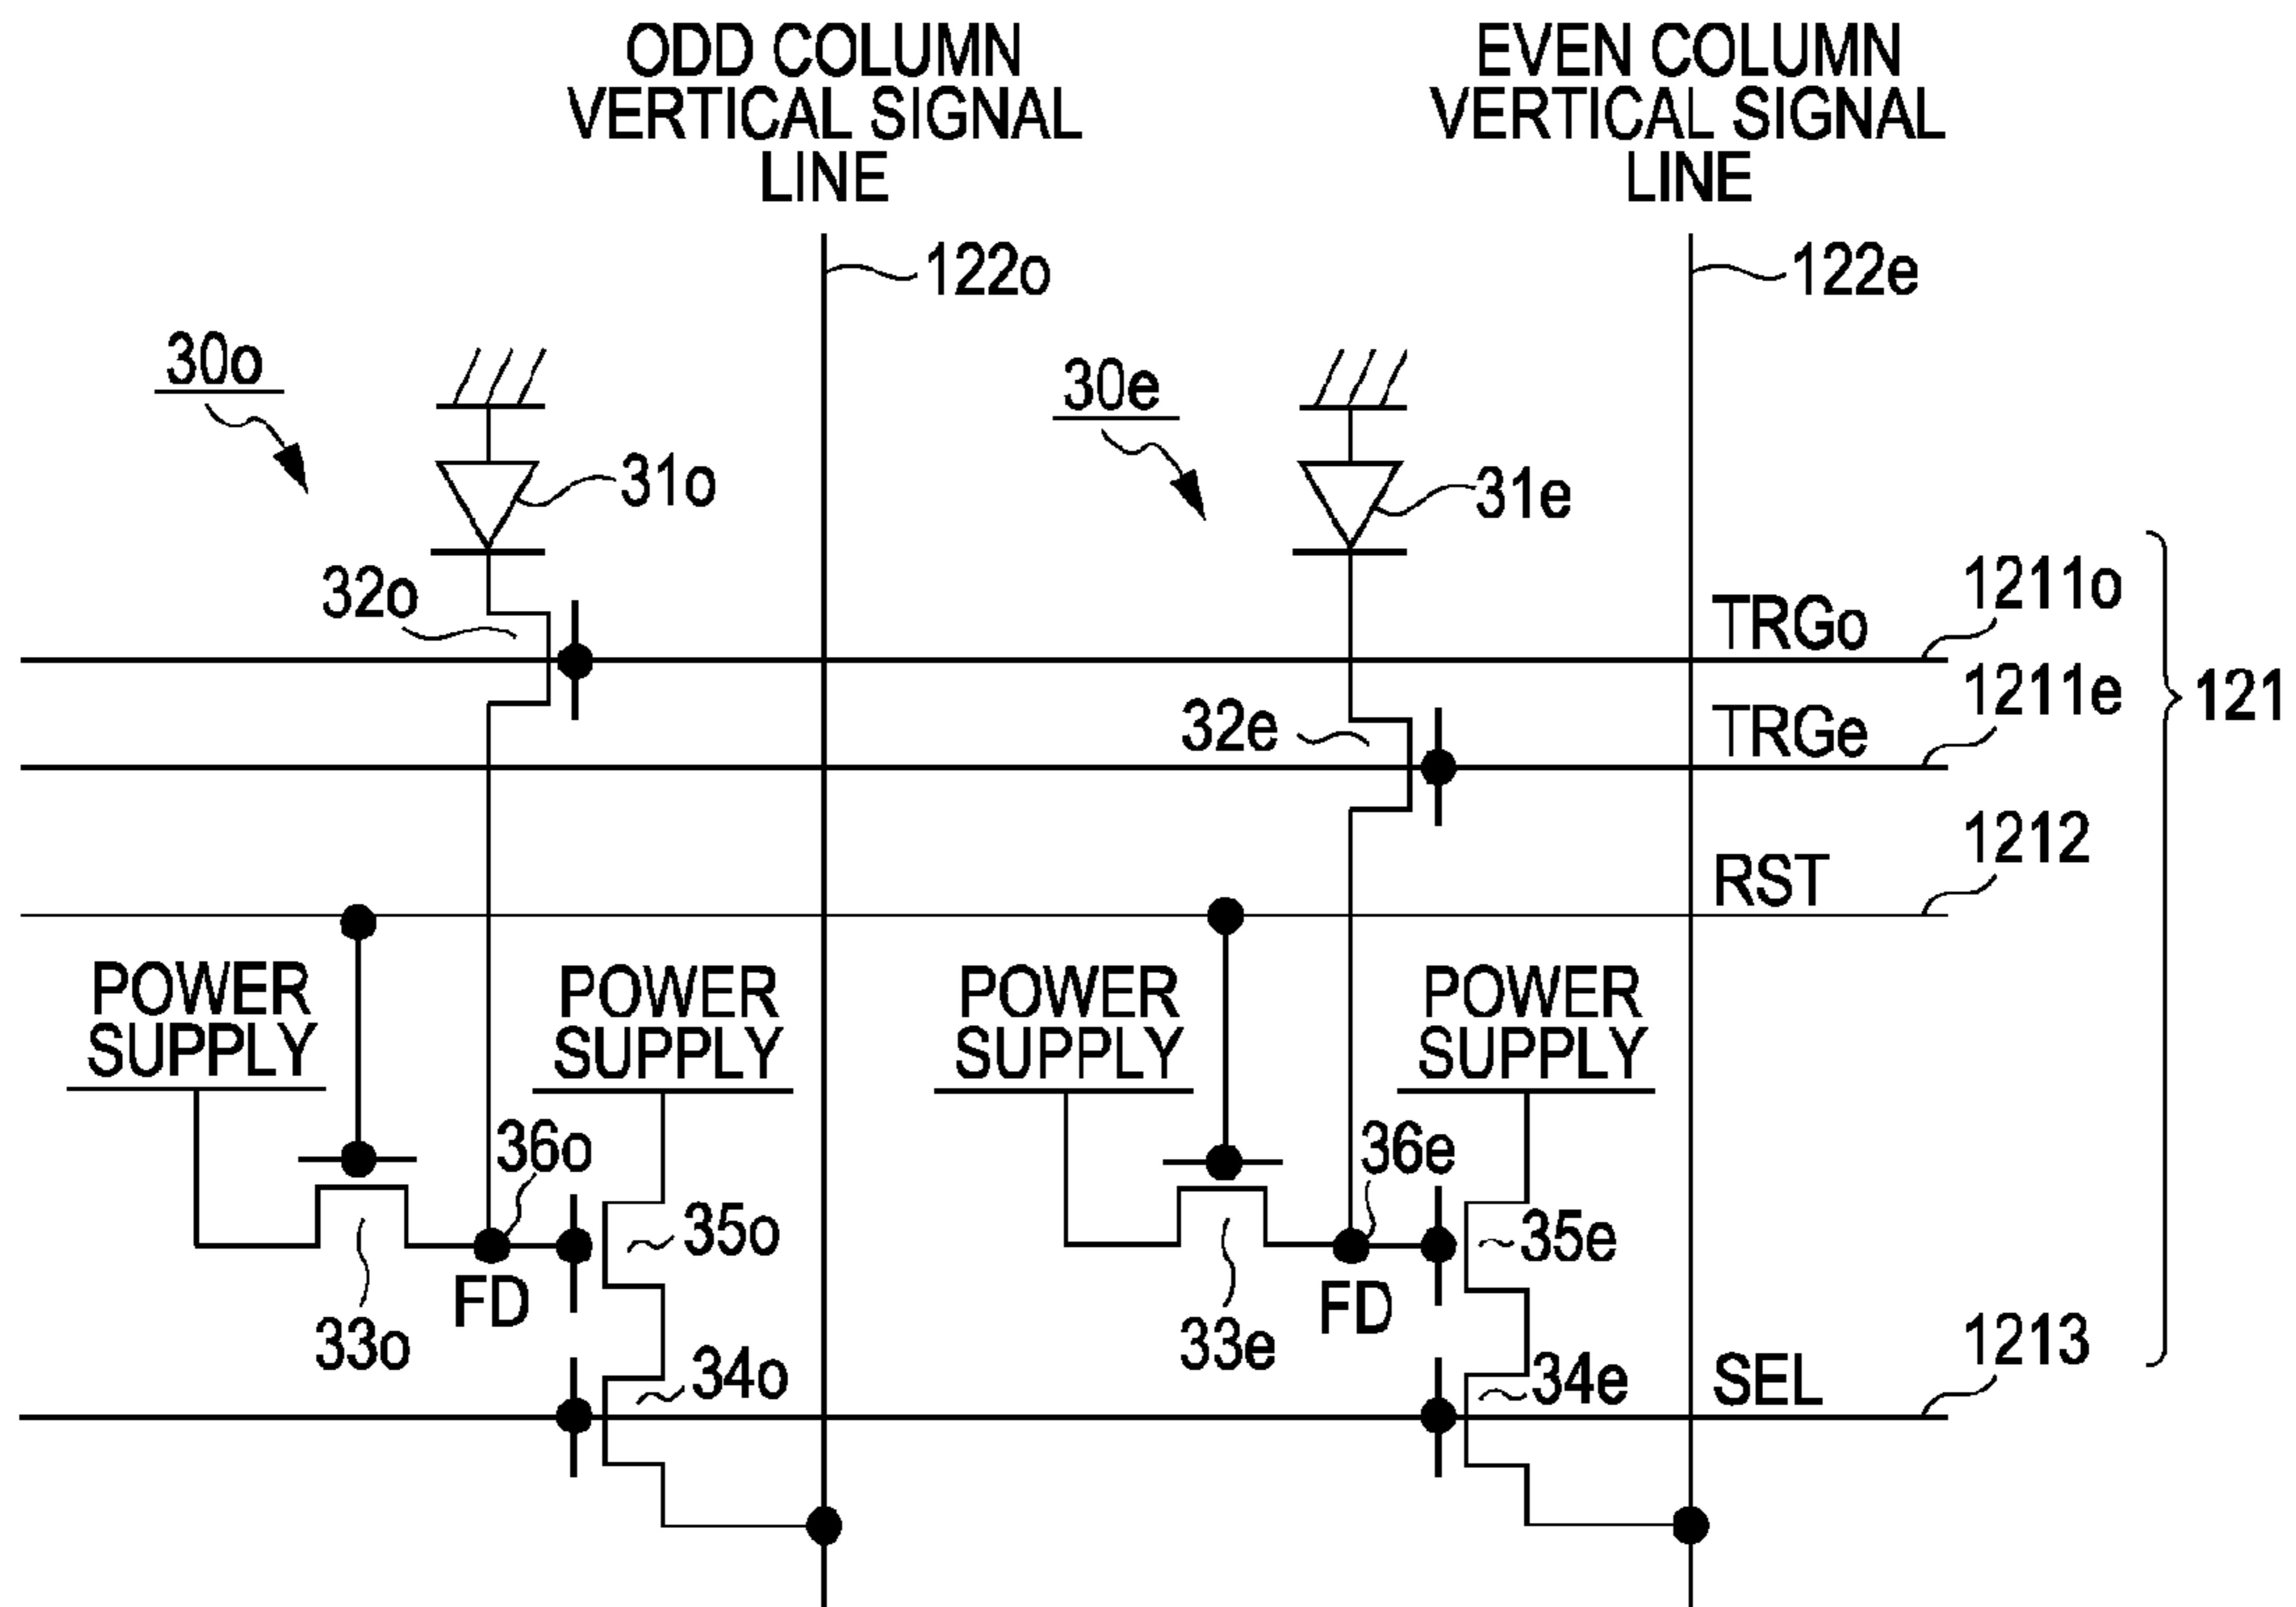 ODD COLUMN
VERTICAL SIGNAL
LINE
EVEN COLUMN
VERTICAL SIGNAL
LINE
122o
122e
30o
30e
31o
31e
32o
TRGo
1211o
32e
TRGe
1211e
121
RST
1212
POWER
SUPPLY
POWER
SUPPLY
POWER
SUPPLY
POWER
SUPPLY
36o
36e
35o
35e
FD
FD
33o
33e
34o
34e
SEL
1213